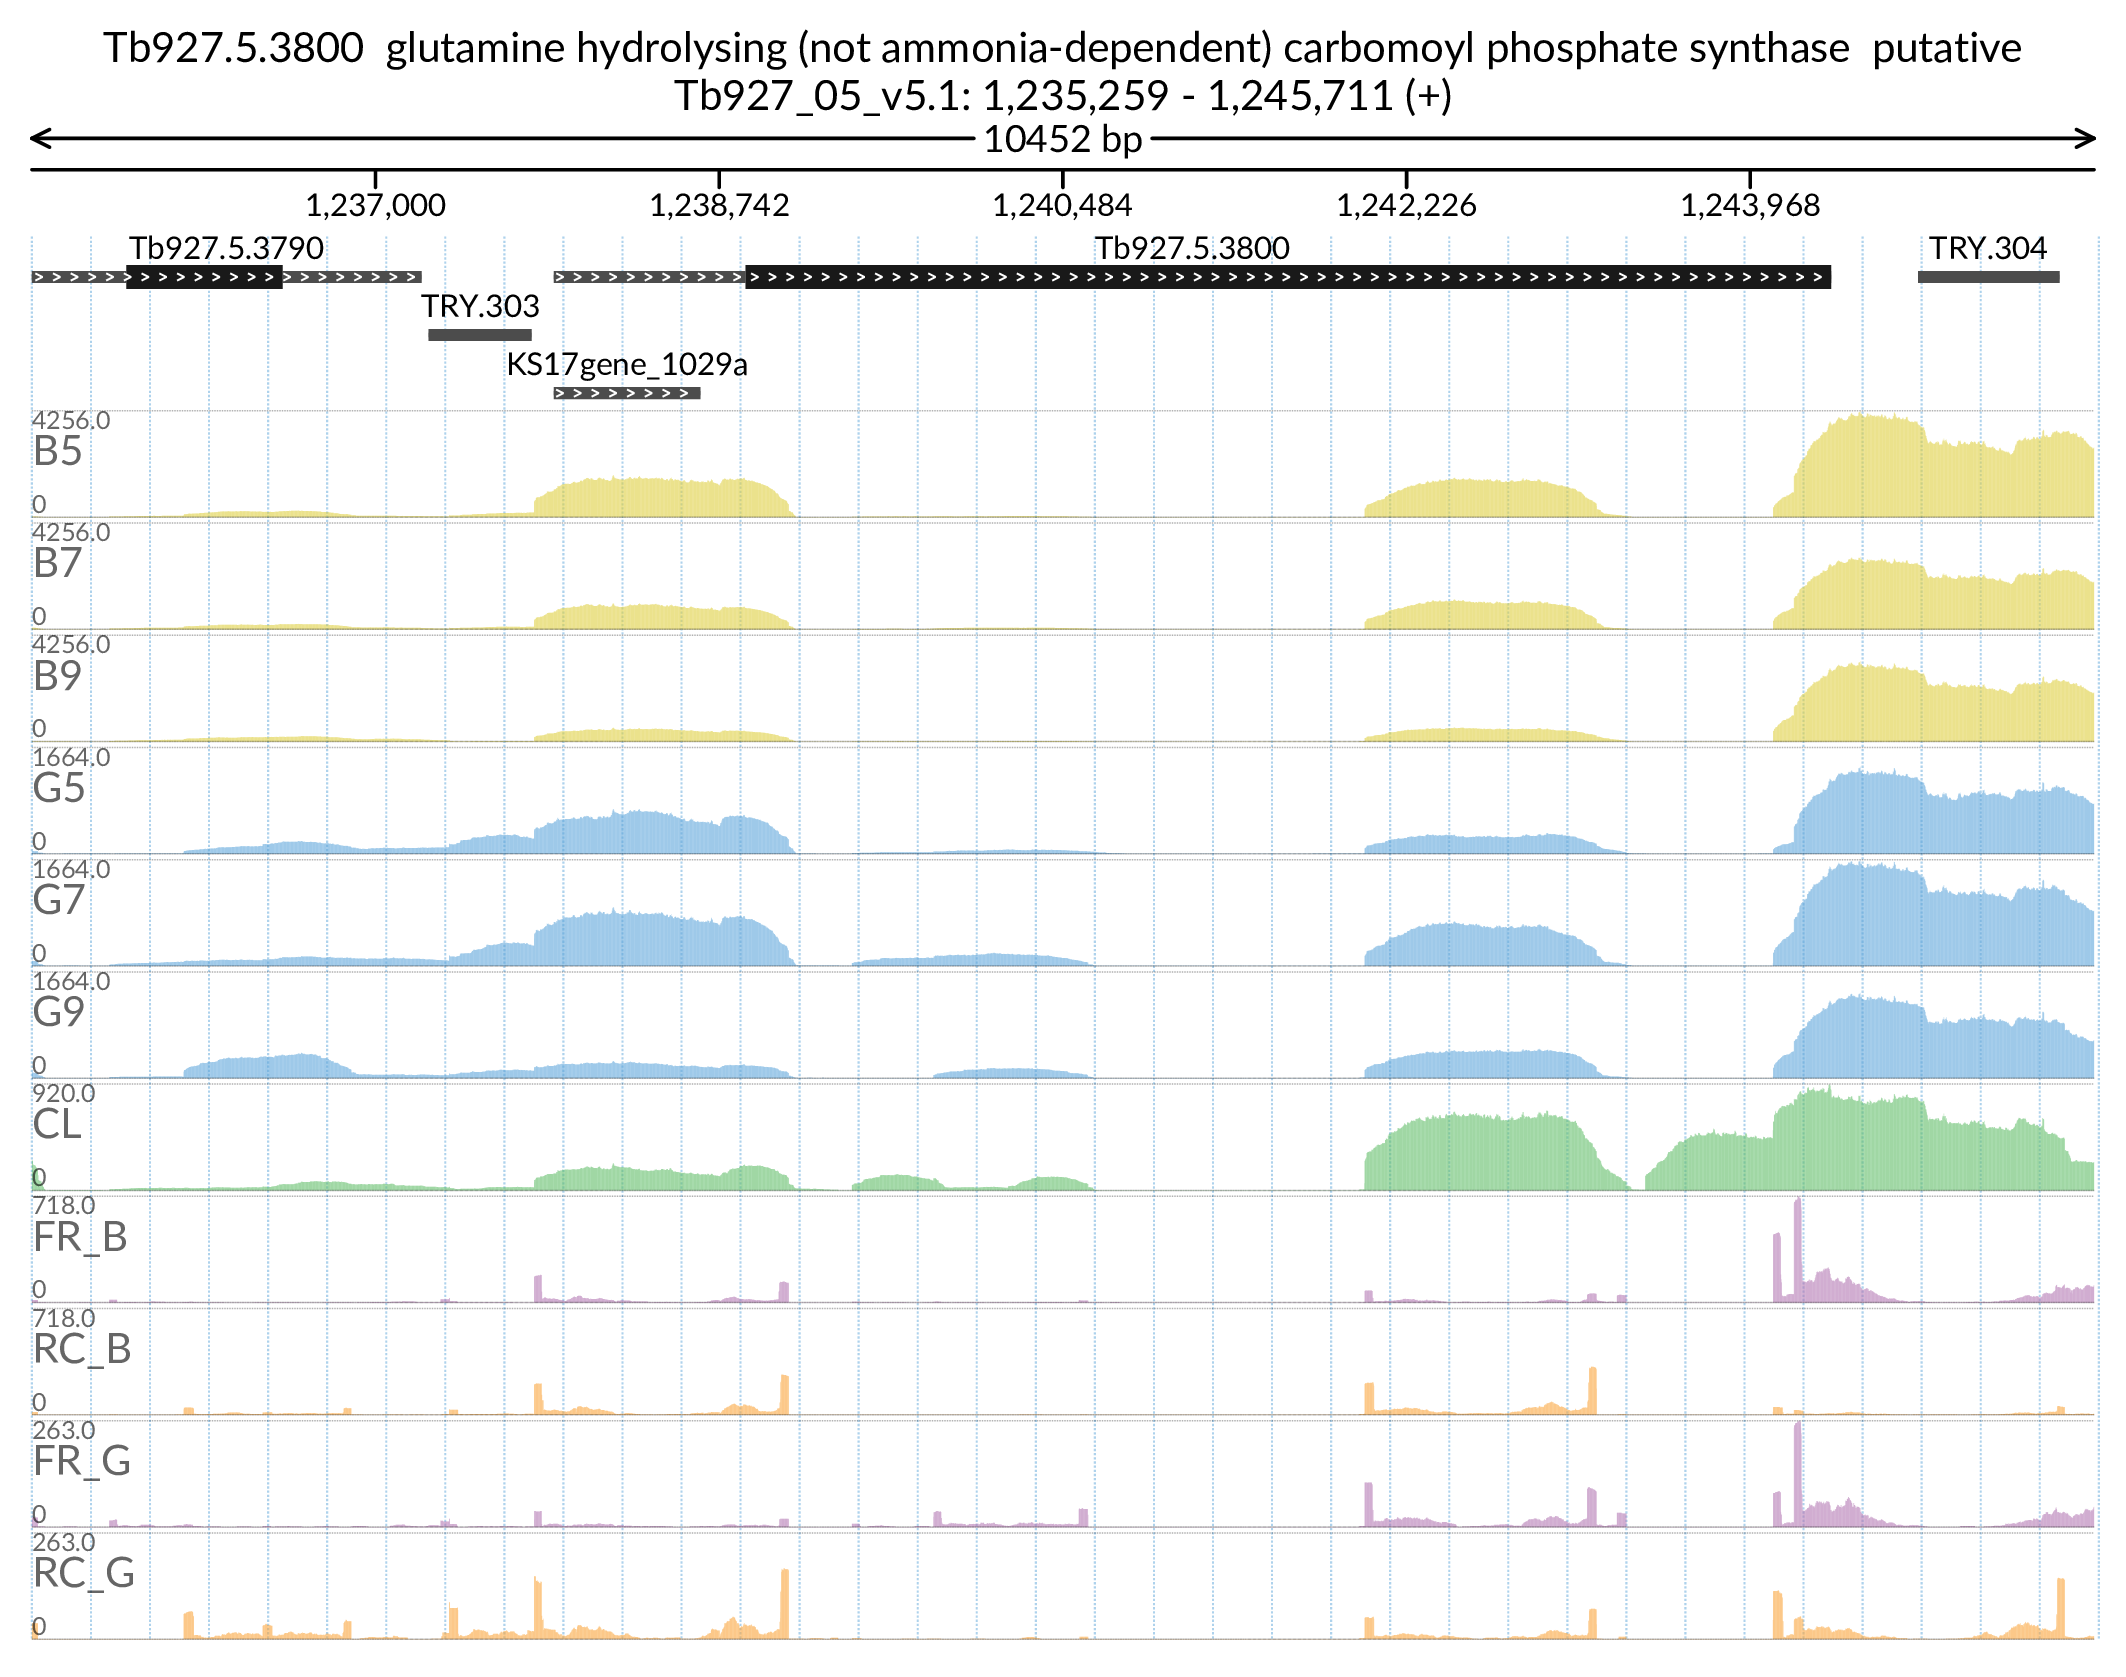 Tb927.5.3800  glutamine hydrolysing (not ammonia-dependent) carbomoyl phosphate synthase  putative
Tb927_05_v5.1: 1,235,259 - 1,245,711 (+)
10452 bp
1,237,000 1,238,742 1,240,484 1,242,226 1,243,968
Tb927.5.3790 Tb927.5.3800 TRY.304
TRY.303
KS17gene_1029a
4256.0
B5
0
4256.0
B7
0
4256.0
B9
0
1664.0
G5
0
1664.0
G7
0
1664.0
G9
0
920.0
CL
0
718.0
FR_B
0
718.0
RC_B
0
263.0
FR_G
0
263.0
RC_G
0